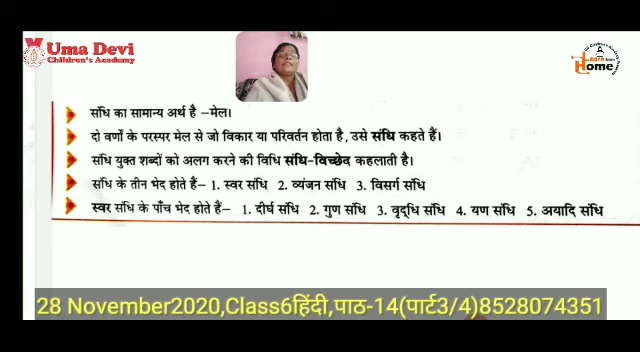 Uma Devi
Children's Academy
Learn from
Home
संधि का सामान्य अर्थ है –मेल।
दो वर्णों के परस्पर मेल से जो विकार या परिवर्तन होता है, उसे संधि कहते हैं।
संधि युक्त शब्दों को अलग करने की विधि संधि-विच्छेद कहलाती है।
संधि के तीन भेद होते हैं– 1. स्वर संधि 2. व्यंजन संधि 3. विसर्ग संधि
स्वर संधि के पाँच भेद होते हैं– 1. दीर्घ संधि 2. गुण संधि 3. वृद्धि संधि 4. यण संधि 5. अयादि संधि
28 November2020,Class6हिंदी,पाठ-14(पार्ट3/4)8528074351